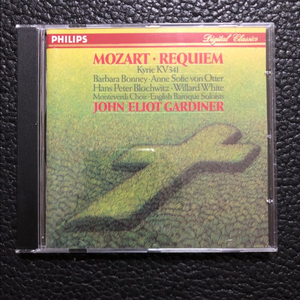 PHILIPS
Digital Classics
MOZART · REQUIEM
Kyrie KV 341
Barbara Bonney · Anne Sofie von Otter
Hans Peter Blochwitz · Willard White
Monteverdi Choir · English Baroque Soloists
JOHN ELIOT GARDINER